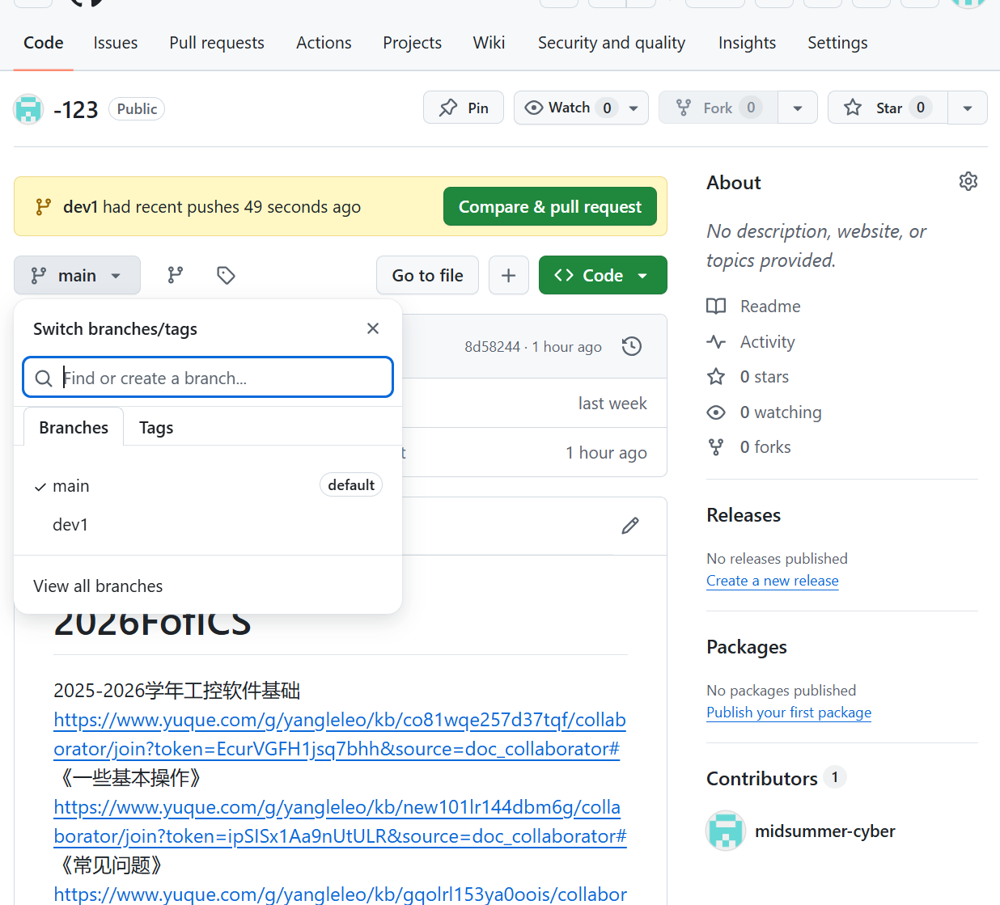 Code Issues Pull requests Actions Projects Wiki Security and quality Insights Settings
-123 Public Pin Watch 0 Fork 0 Star 0
dev1 had recent pushes 49 seconds ago Compare & pull request
main Go to file Code
Switch branches/tags
Find or create a branch...
Branches Tags
main default
dev1
View all branches
8d58244 · 1 hour ago
last week
t 1 hour ago
2026FofICS
2025-2026学年工控软件基础
https://www.yuque.com/g/yangleleo/kb/co81wqe257d37tqf/collab
orator/join?token=EcurVGFH1jsq7bhh&source=doc_collaborator#
《一些基本操作》
https://www.yuque.com/g/yangleleo/kb/new101lr144dbm6g/colla
borator/join?token=ipSISx1Aa9nUtULR&source=doc_collaborator#
《常见问题》
https://www.yuque.com/g/yangleleo/kb/gqolrl153ya0oois/collabor
About
No description, website, or
topics provided.
Readme
Activity
0 stars
0 watching
0 forks
Releases
No releases published
Create a new release
Packages
No packages published
Publish your first package
Contributors 1
midsummer-cyber